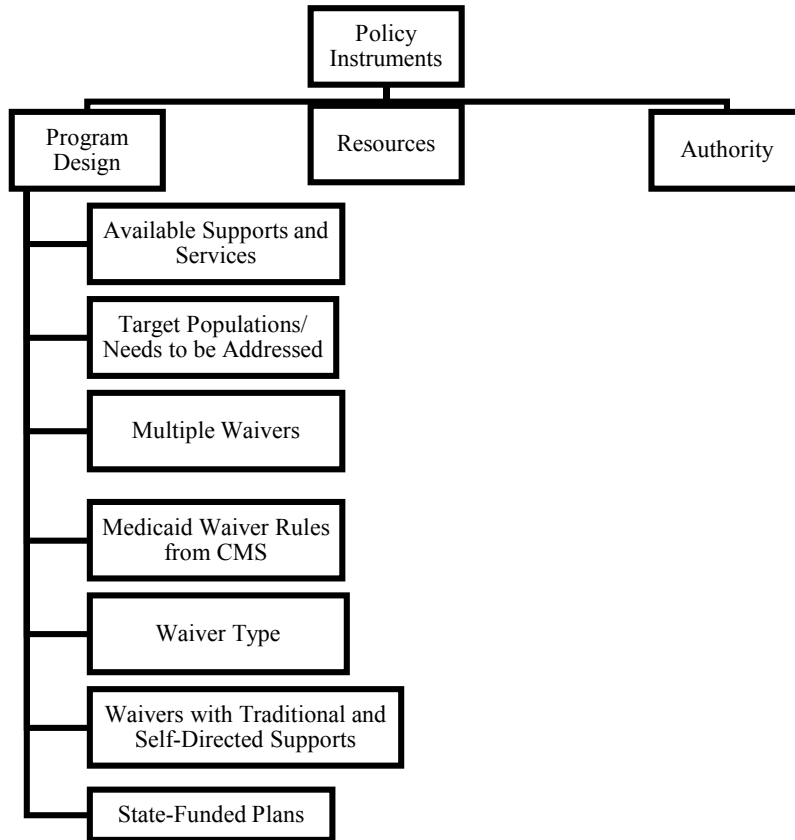 Policy
Instruments
Program
Design
Resources
Authority
Available Supports and
Services
Target Populations/
Needs to be Addressed
Multiple Waivers
Medicaid Waiver Rules
from CMS
Waiver Type
Waivers with Traditional and
Self-Directed Supports
State-Funded Plans